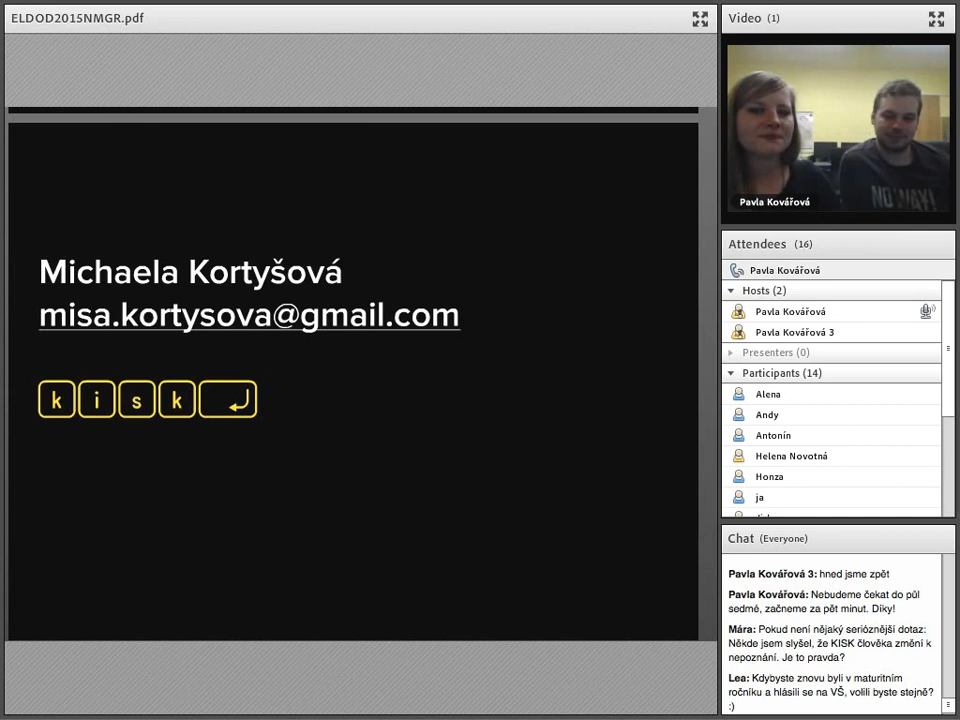 ELDOD2015NMGR.pdf
Michaela Kortyšová
misa.kortysova@gmail.com
k i s k
Video (1)
NO WAY!
Pavla Kovářová
Attendees (16)
Pavla Kovářová
Hosts (2)
Pavla Kovářová
Pavla Kovářová 3
Presenters (0)
Participants (14)
Alena
Andy
Antonín
Helena Novotná
Honza
ja
Chat (Everyone)
Pavla Kovářová 3: hned jsme zpět
Pavla Kovářová: Nebudeme čekat do půl
sedmé, začneme za pět minut. Díky!
Mára: Pokud není nějaký serióznější dotaz:
Někde jsem slyšel, že KISK člověka změní k
nepoznání. Je to pravda?
Lea: Kdybyste znovu byli v maturitním
ročníku a hlásili se na VŠ, volili byste stejně?
:)